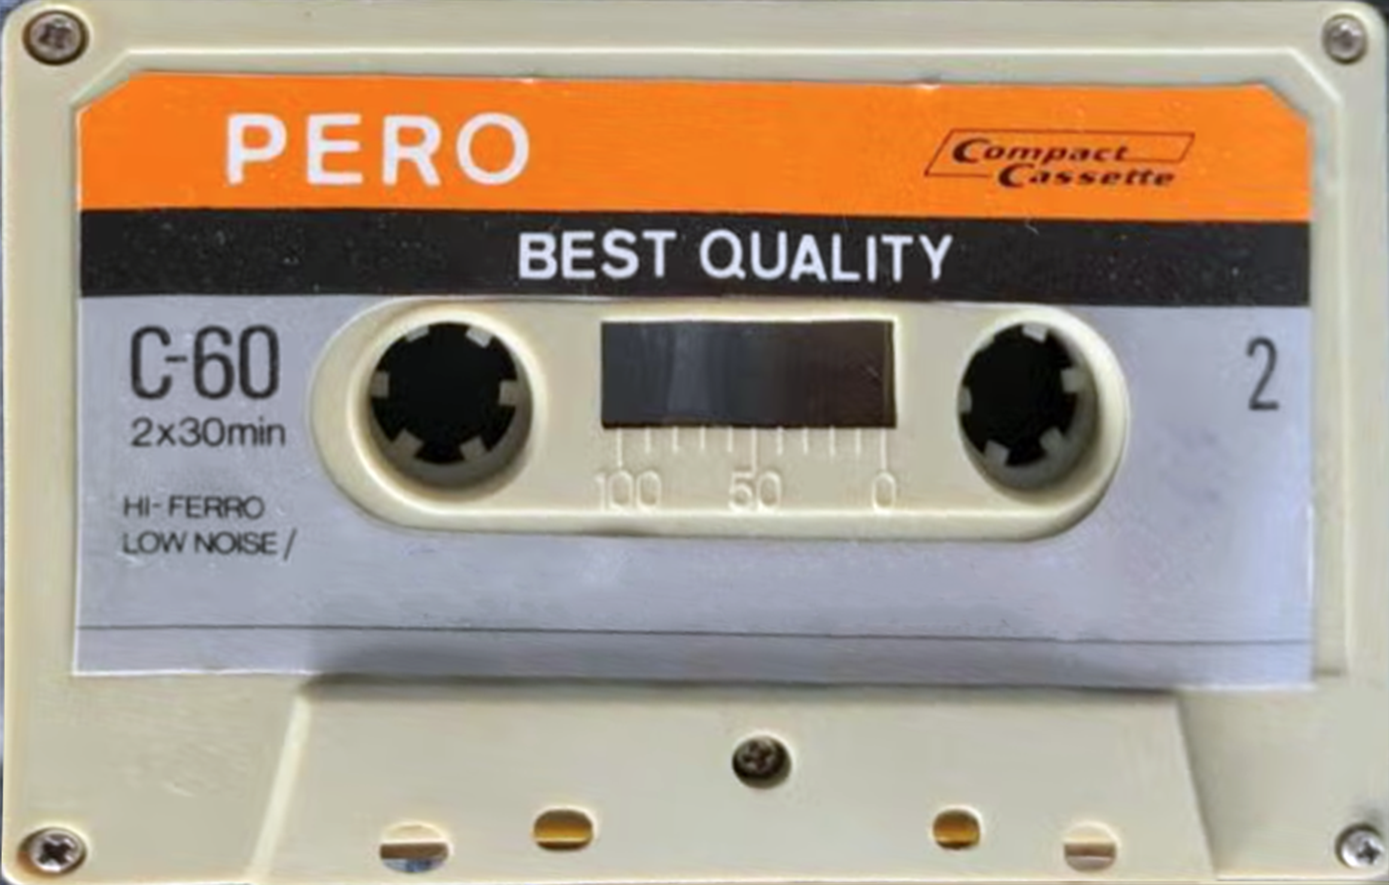 PERO
Compact
Cassette
BEST QUALITY
C-60
2x30min
2
HI-FERRO
LOW NOISE /
100 50 0